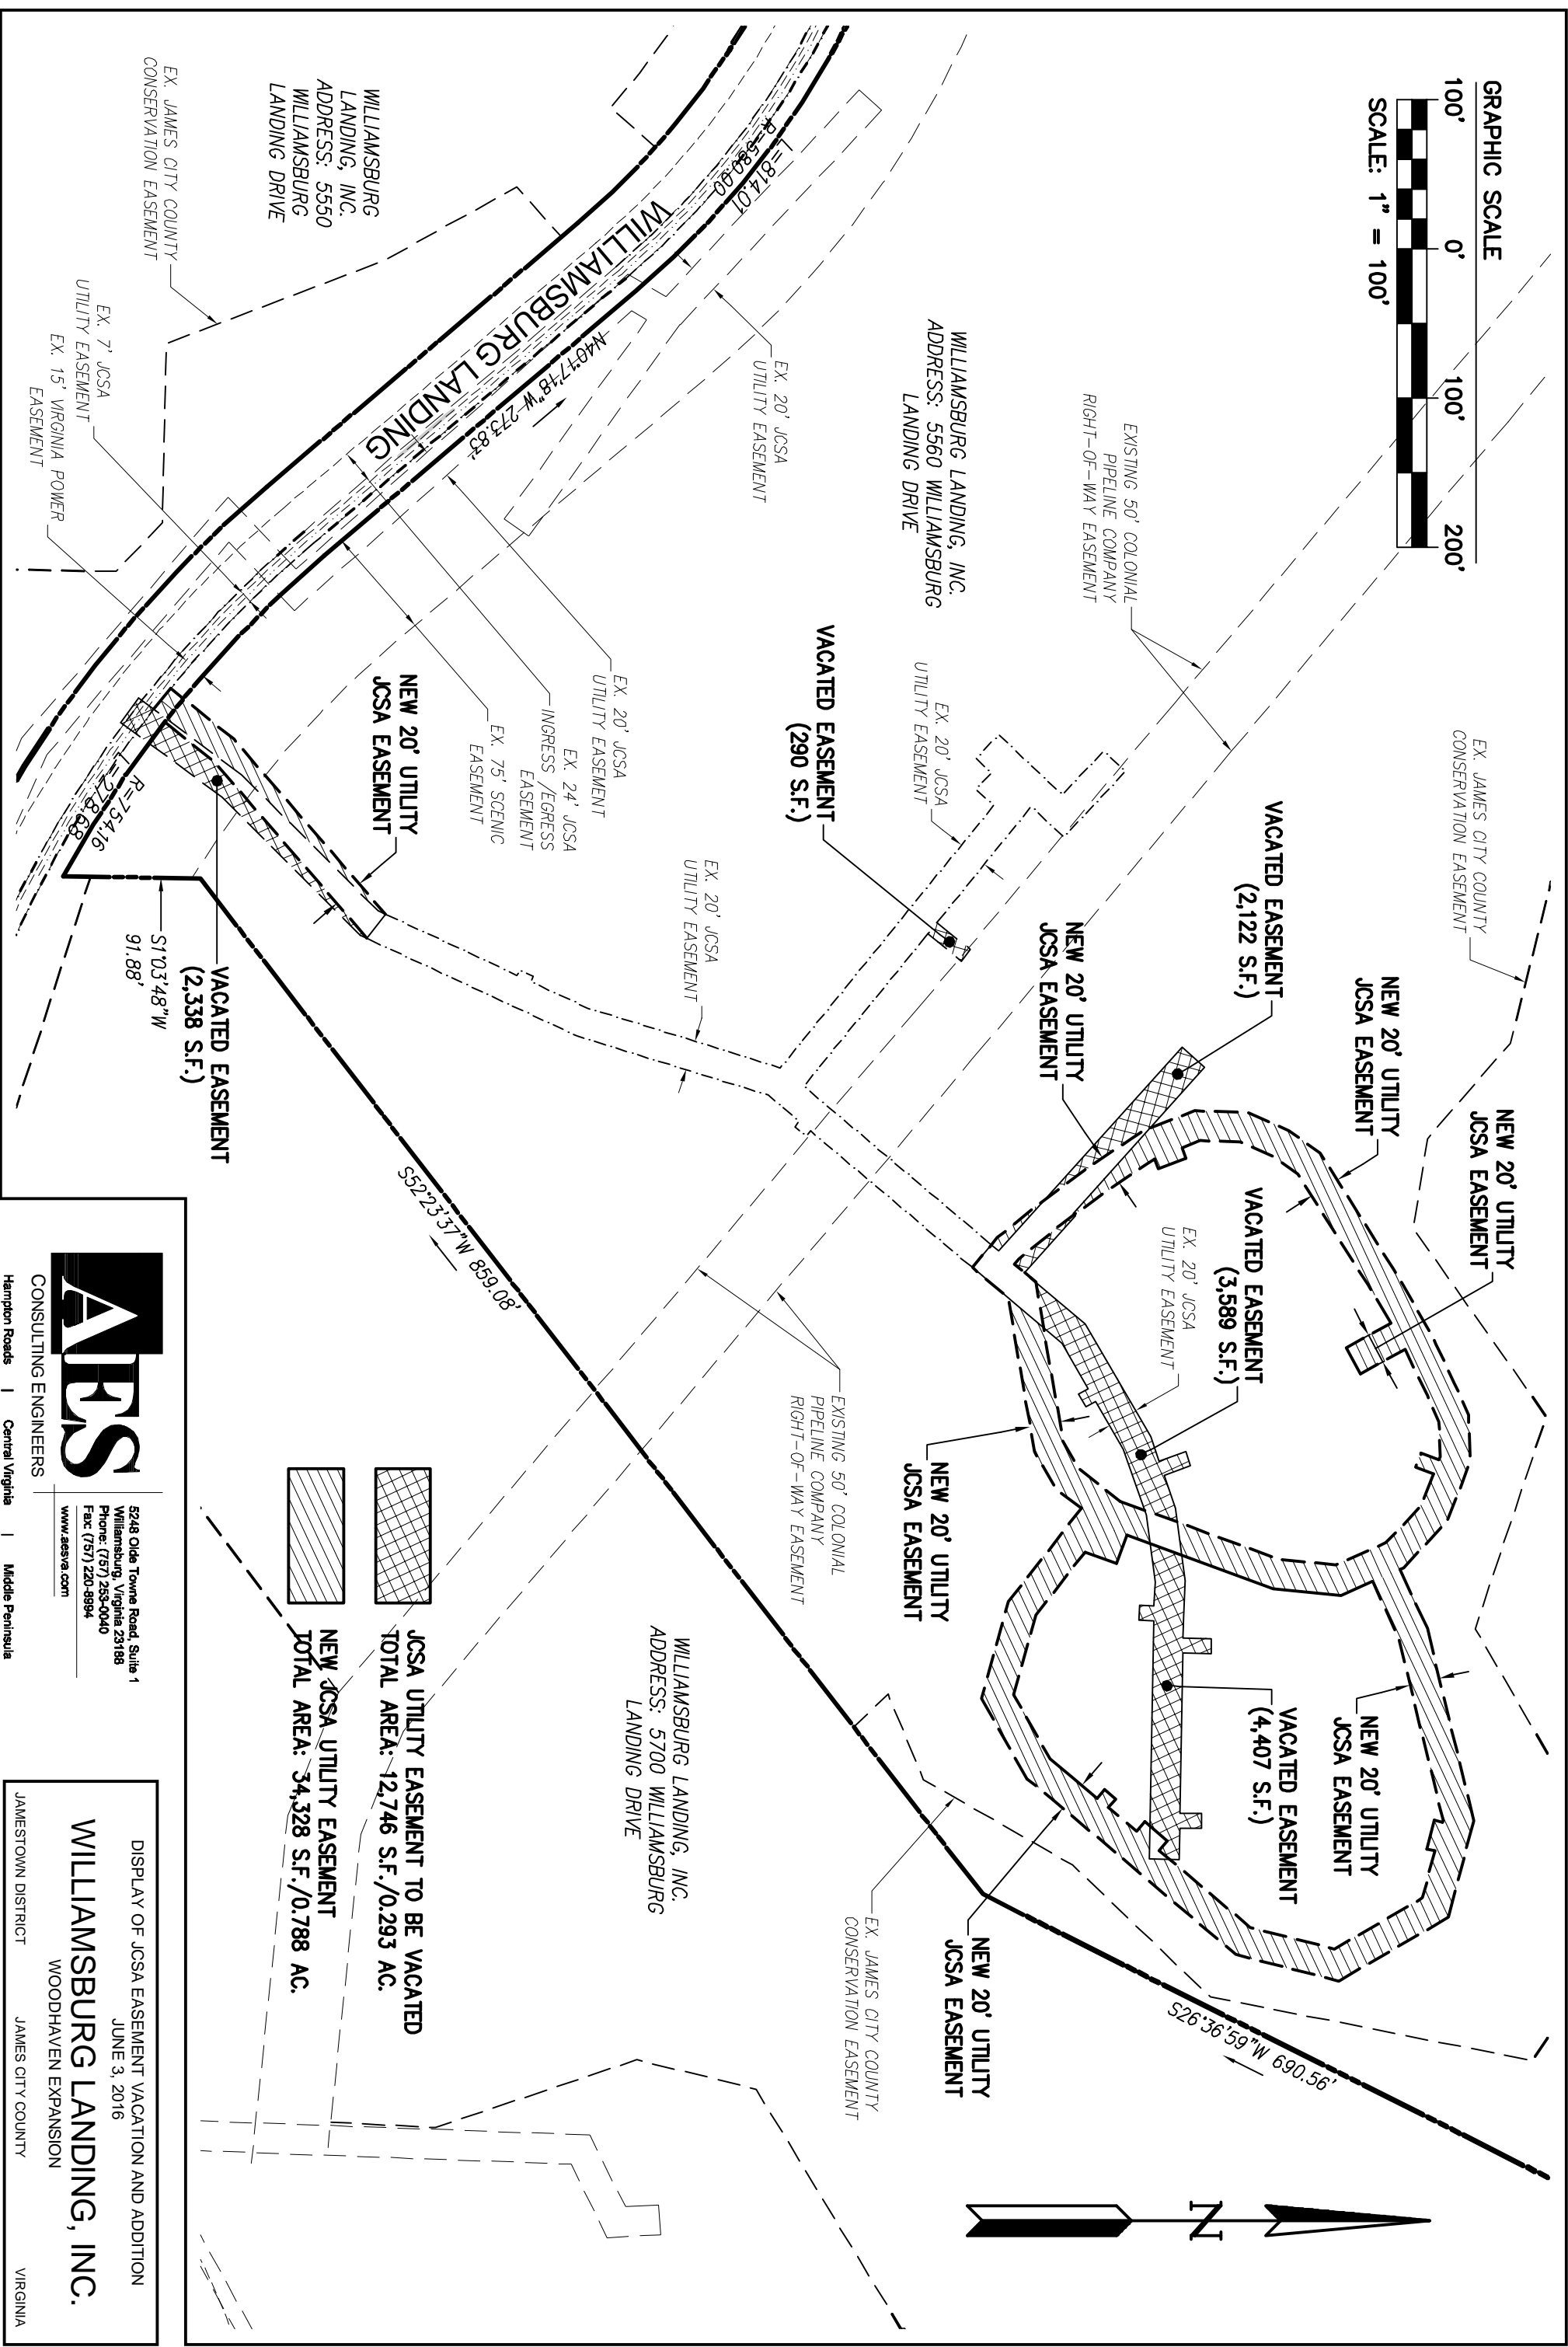 GRAPHIC SCALE
100' 0' 100' 200'
SCALE: 1" = 100'
EX. JAMES CITY COUNTY
CONSERVATION EASEMENT
NEW 20' UTILITY
JCSA EASEMENT
NEW 20' UTILITY
JCSA EASEMENT
VACATED EASEMENT
(2,122 S.F.)
NEW 20' UTILITY
JCSA EASEMENT
VACATED EASEMENT
(3,589 S.F.)
EX. 20' JCSA
UTILITY EASEMENT
NEW 20' UTILITY
JCSA EASEMENT
VACATED EASEMENT
(4,407 S.F.)
NEW 20' UTILITY
JCSA EASEMENT
NEW 20' UTILITY
JCSA EASEMENT
S26°36'59"W 690.56'
N
EXISTING 50' COLONIAL
PIPELINE COMPANY
RIGHT-OF-WAY EASEMENT
WILLIAMSBURG LANDING, INC.
ADDRESS: 5560 WILLIAMSBURG
LANDING DRIVE
EX. 20' JCSA
UTILITY EASEMENT
VACATED EASEMENT
(290 S.F.)
EX. 20' JCSA
UTILITY EASEMENT
L=814.01
R=580.00
WILLIAMSBURG LANDING
N40°17'18"W 273.83'
EX. 20' JCSA
UTILITY EASEMENT
EX. 24' JCSA
INGRESS/EGRESS
EASEMENT
EX. 75' SCENIC
EASEMENT
NEW 20' UTILITY
JCSA EASEMENT
EX. 20' JCSA
UTILITY EASEMENT
WILLIAMSBURG
LANDING, INC.
ADDRESS: 5550
WILLIAMSBURG
LANDING DRIVE
EX. JAMES CITY COUNTY
CONSERVATION EASEMENT
EX. 7' JCSA
UTILITY EASEMENT
EX. 15' VIRGINIA POWER
EASEMENT
R=754.16
L=278.68
S1°03'48"W
91.88'
VACATED EASEMENT
(2,338 S.F.)
S52°23'37"W 859.08'
EXISTING 50' COLONIAL
PIPELINE COMPANY
RIGHT-OF-WAY EASEMENT
WILLIAMSBURG LANDING, INC.
ADDRESS: 5700 WILLIAMSBURG
LANDING DRIVE
EX. JAMES CITY COUNTY
CONSERVATION EASEMENT
JCSA UTILITY EASEMENT TO BE VACATED
TOTAL AREA: 12,746 S.F./0.293 AC.
NEW JCSA UTILITY EASEMENT
TOTAL AREA: 34,328 S.F./0.788 AC.
AES
CONSULTING ENGINEERS
5248 Olde Towne Road, Suite 1
Williamsburg, Virginia 23188
Phone: (757) 253-0040
Fax: (757) 220-8994
www.aesva.com
Hampton Roads | Central Virginia | Middle Peninsula
DISPLAY OF JCSA EASEMENT VACATION AND ADDITION
JUNE 3, 2016
WILLIAMSBURG LANDING, INC.
WOODHAVEN EXPANSION
JAMESTOWN DISTRICT JAMES CITY COUNTY VIRGINIA